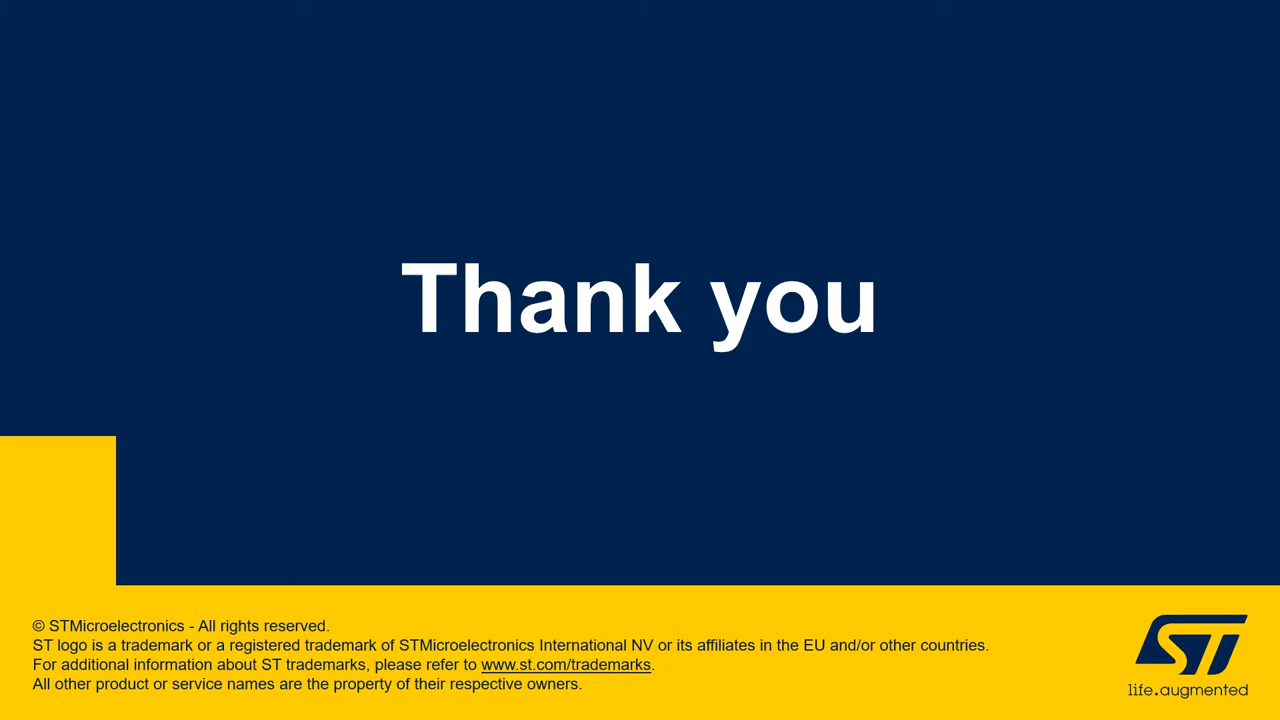 Thank you
© STMicroelectronics - All rights reserved.
ST logo is a trademark or a registered trademark of STMicroelectronics International NV or its affiliates in the EU and/or other countries.
For additional information about ST trademarks, please refer to www.st.com/trademarks.
All other product or service names are the property of their respective owners.
ST
life.augmented